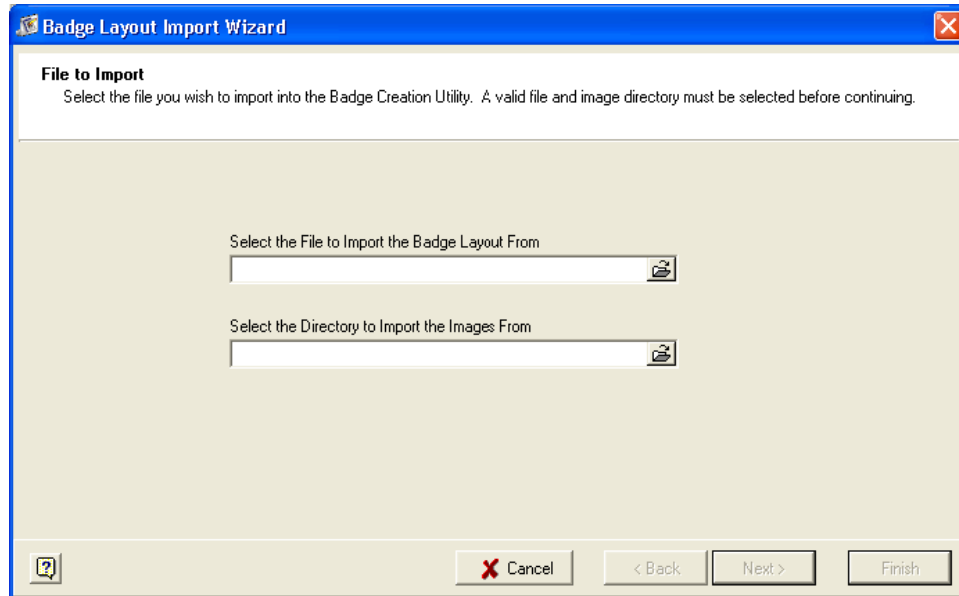 Badge Layout Import Wizard
File to Import
Select the file you wish to import into the Badge Creation Utility. A valid file and image directory must be selected before continuing.
Select the File to Import the Badge Layout From
Select the Directory to Import the Images From
Cancel
< Back
Next >
Finish